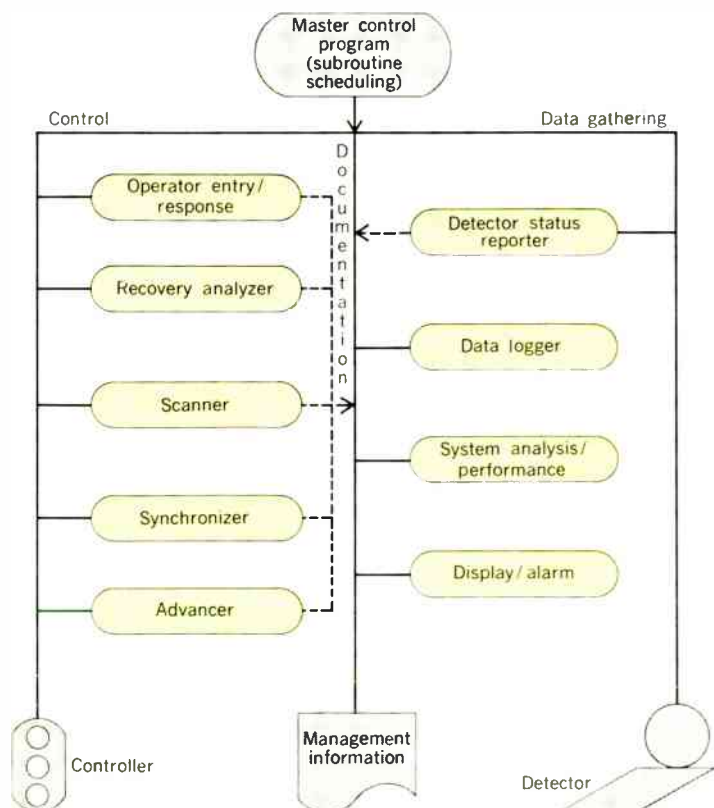 Master control
program
(subroutine
scheduling)
Control
Data gathering
Documentation
Operator entry/
response
Detector status
reporter
Recovery analyzer
Data logger
Scanner
System analysis/
performance
Synchronizer
Display/alarm
Advancer
Management
information
Controller
Detector